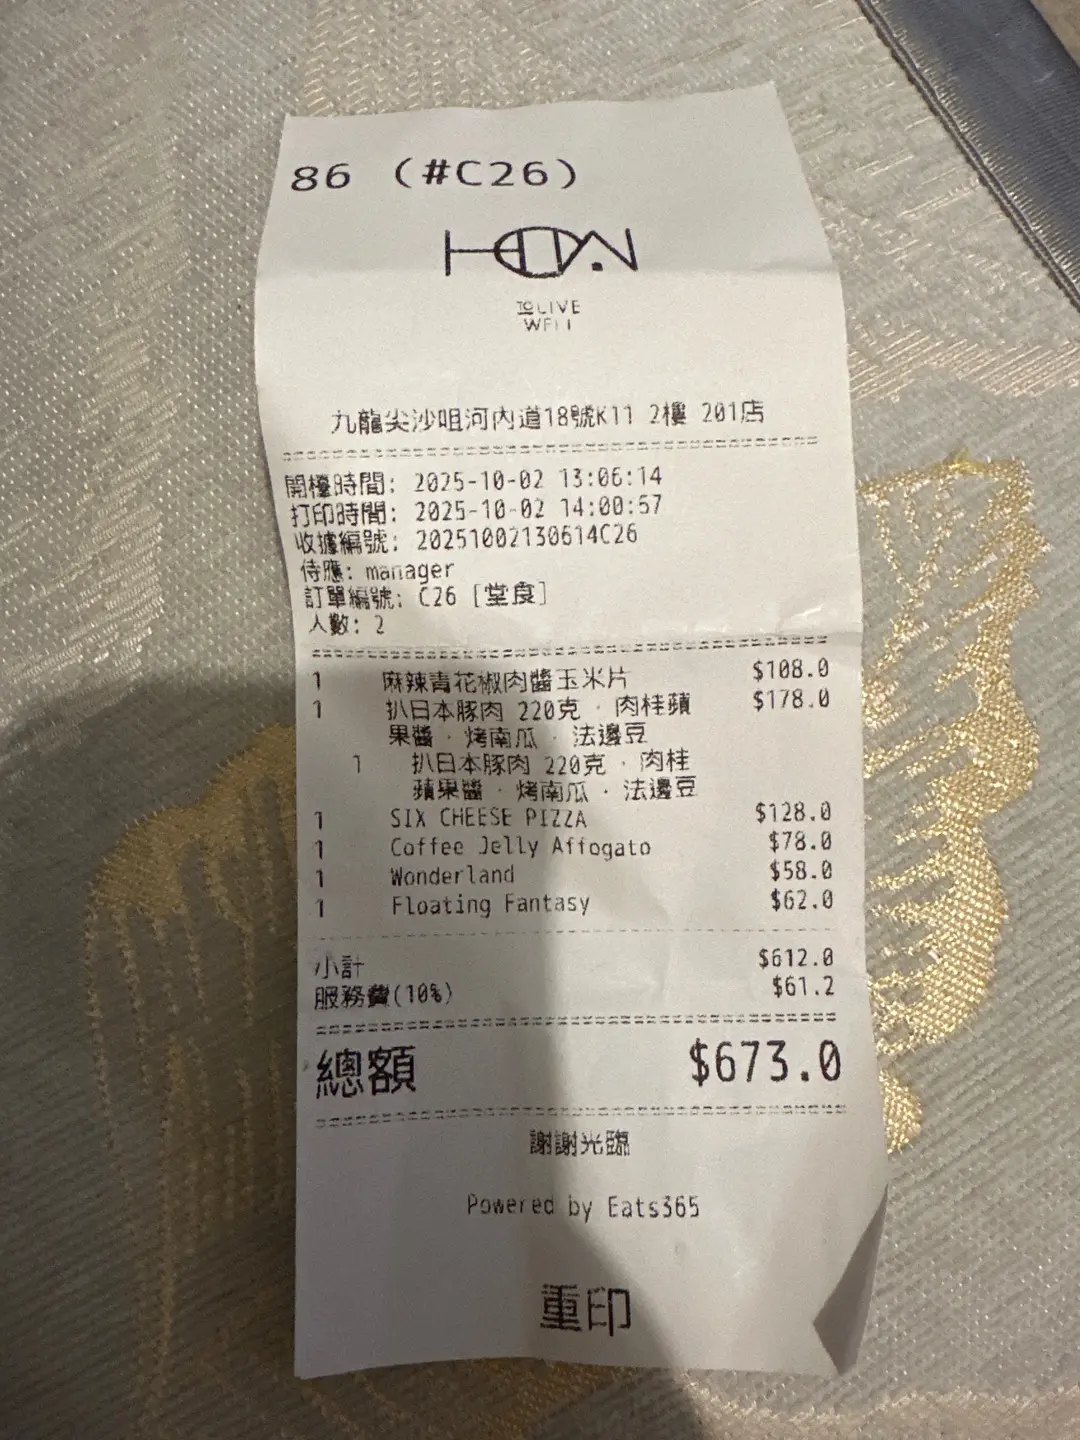 86 (#C26)
TO LIVE
WELL
九龍尖沙咀河內道18號K11 2樓 201店
開檯時間: 2025-10-02 13:06:14
打印時間: 2025-10-02 14:00:57
收據編號: 20251002130614C26
侍應: manager
訂單編號: C26 [堂食]
人數: 2
1 麻辣青花椒肉醬玉米片 $108.0
1 扒日本豚肉 220克 · 肉桂蘋 $178.0
果醬 · 烤南瓜 · 法邊豆
1 扒日本豚肉 220克 · 肉桂
蘋果醬 · 烤南瓜 · 法邊豆
1 SIX CHEESE PIZZA $128.0
1 Coffee Jelly Affogato $78.0
1 Wonderland $58.0
1 Floating Fantasy $62.0
小計 $612.0
服務費(10%) $61.2
總額 $673.0
謝謝光臨
Powered by Eats365
重印